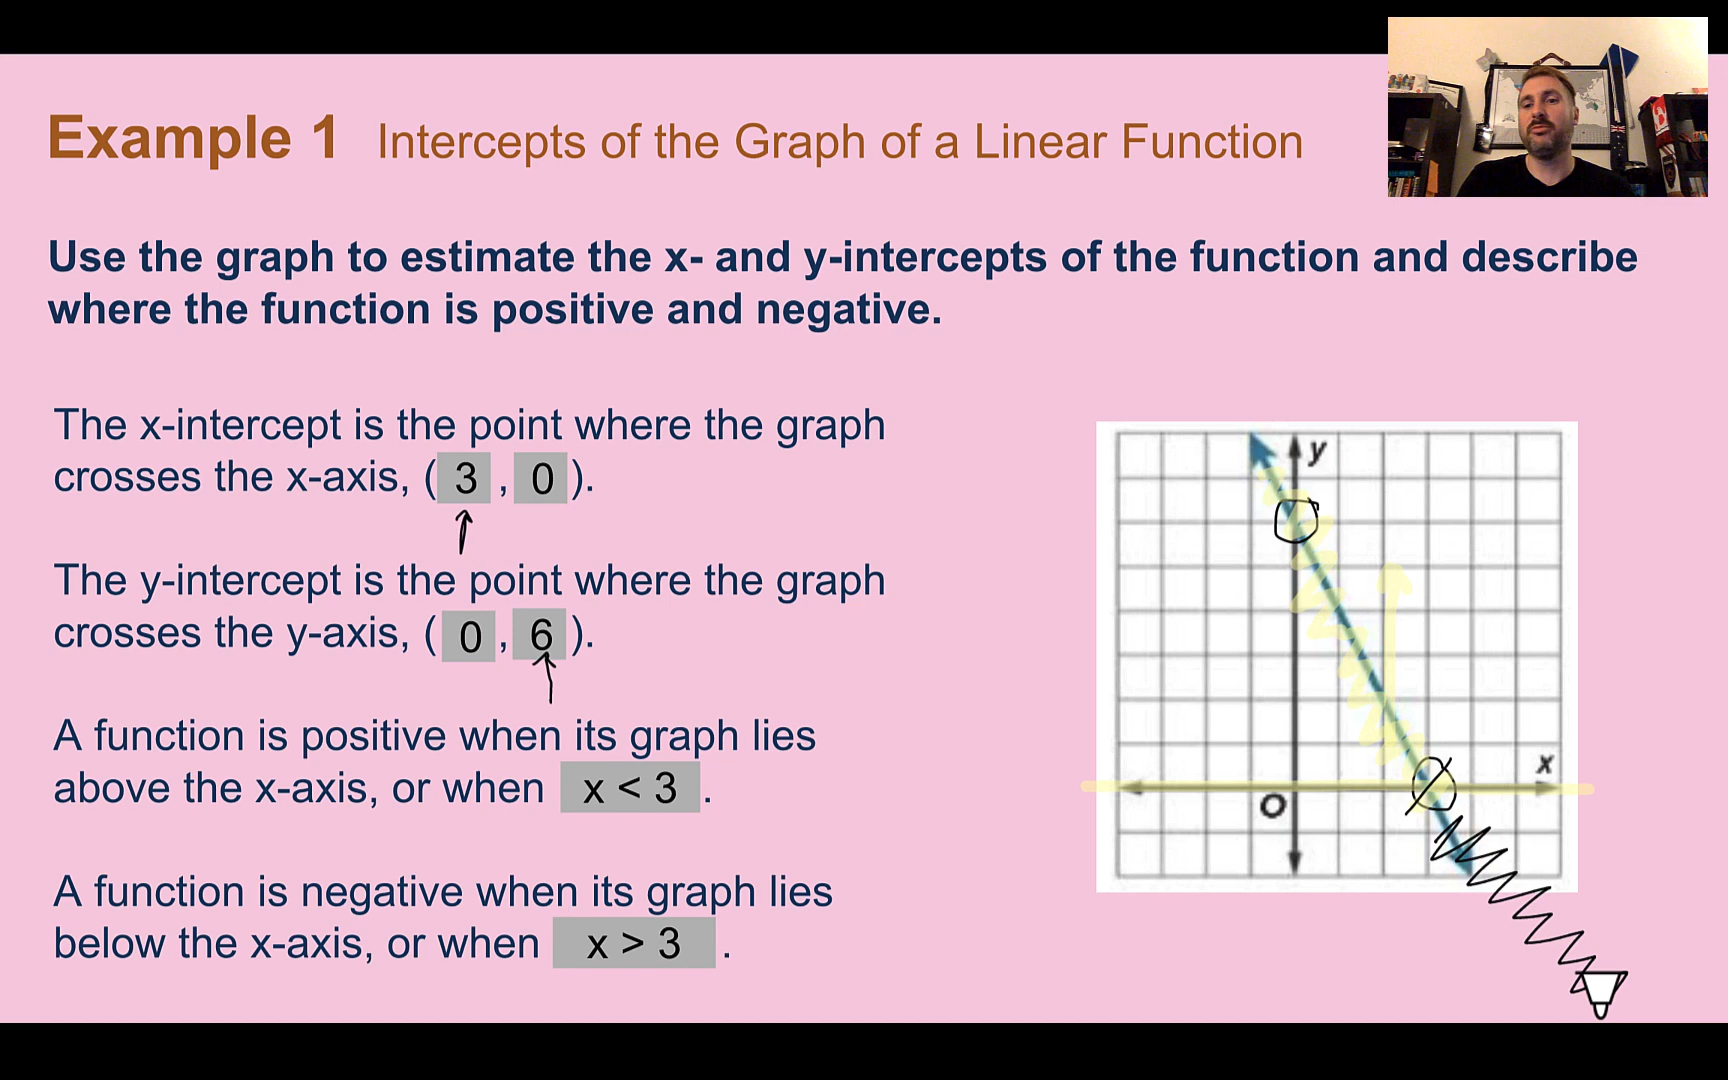 Example 1 Intercepts of the Graph of a Linear Function
Use the graph to estimate the x- and y-intercepts of the function and describe
where the function is positive and negative.
The x-intercept is the point where the graph
crosses the x-axis, ( 3 , 0 ).
The y-intercept is the point where the graph
crosses the y-axis, ( 0 , 6 ).
A function is positive when its graph lies
above the x-axis, or when x < 3 .
A function is negative when its graph lies
below the x-axis, or when x > 3 .
y
x
O